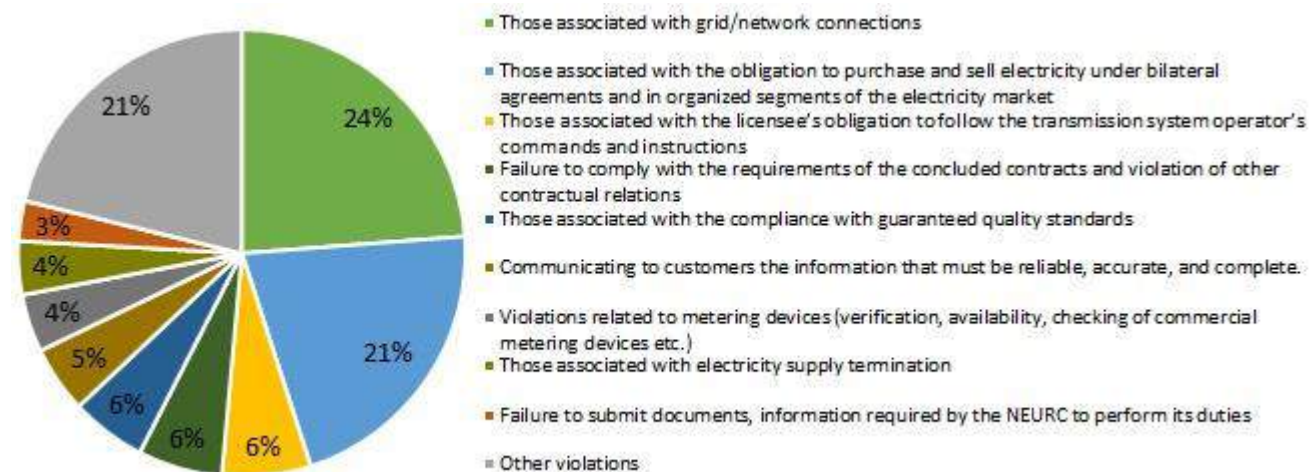 Those associated with grid/network connections
Those associated with the obligation to purchase and sell electricity under bilateral
agreements and in organized segments of the electricity market
Those associated with the licensee's obligation to follow the transmission system operator's
commands and instructions
Failure to comply with the requirements of the concluded contracts and violation of other
contractual relations
Those associated with the compliance with guaranteed quality standards
Communicating to customers the information that must be reliable, accurate, and complete.
Violations related to metering devices (verification, availability, checking of commercial
metering devices etc.)
Those associated with electricity supply termination
Failure to submit documents, information required by the NEURC to perform its duties
Other violations
24%
21%
6%
6%
6%
5%
4%
4%
3%
21%